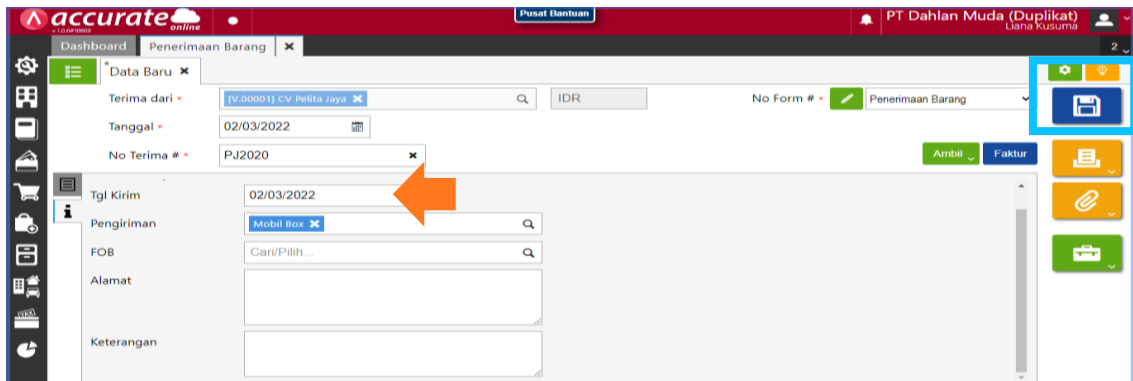 accurate online
v 1.0.0#10809
Pusat Bantuan
PT Dahlan Muda (Duplikat)
Liana Kusuma
Dashboard
Penerimaan Barang
2
* Data Baru
Terima dari *
[V.00001] CV Pelita Jaya
IDR
No Form # *
Penerimaan Barang
Tanggal *
02/03/2022
No Terima # *
PJ2020
Ambil
Faktur
Tgl Kirim
02/03/2022
Pengiriman
Mobil Box
FOB
Cari/Pilih...
Alamat
Keterangan